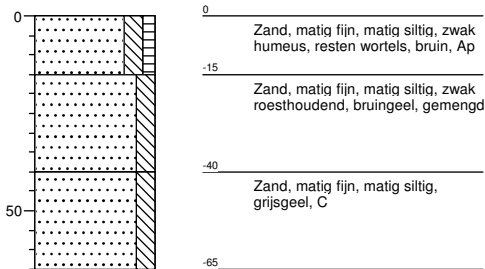 0
0
Zand, matig fijn, matig siltig, zwak
humeus, resten wortels, bruin, Ap
-15
Zand, matig fijn, matig siltig, zwak
roesthoudend, bruingeel, gemengd
-40
Zand, matig fijn, matig siltig,
grijsgeel, C
50
-65